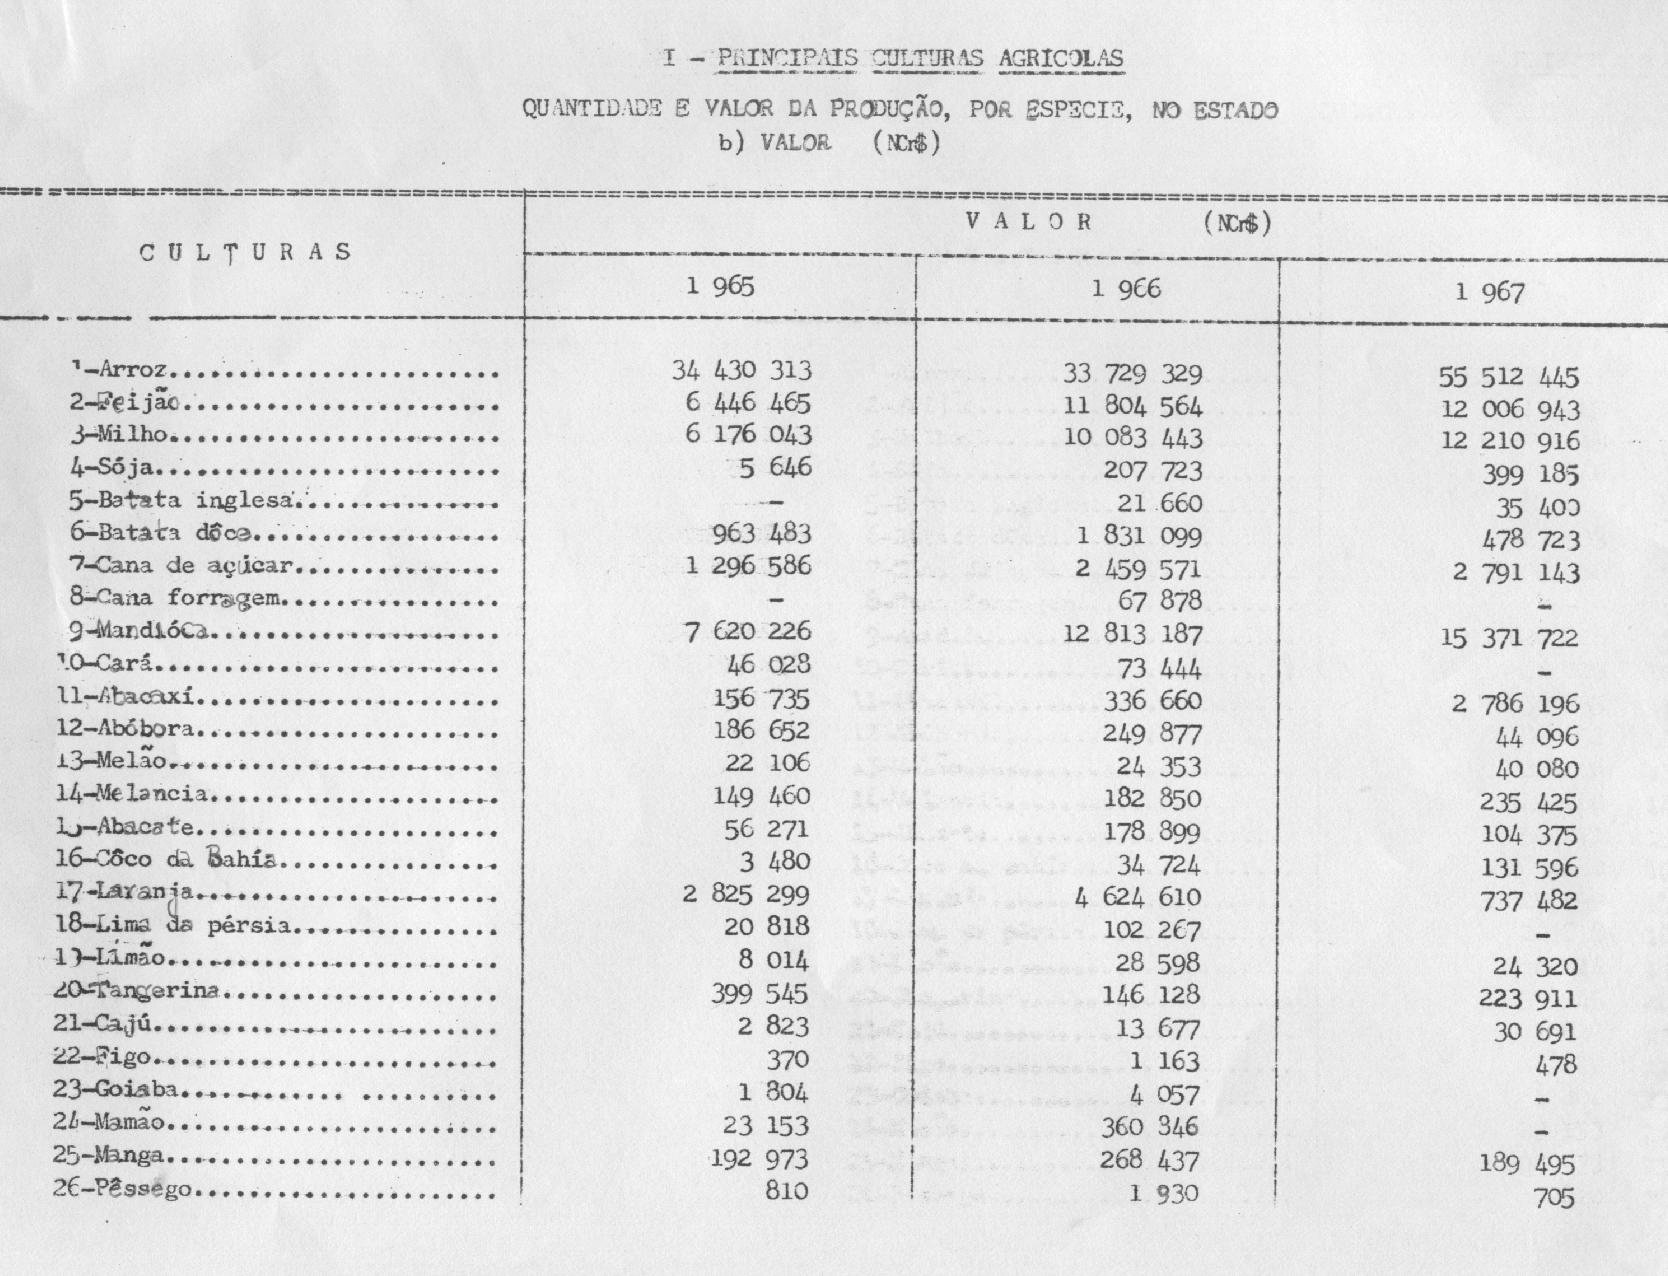 I - PRINCIPAIS CULTURAS AGRICOLAS
QUANTIDADE E VALOR DA PRODUÇÃO, POR ESPECIE, NO ESTADO
b) VALOR (NCr$)
V A L O R (NCr$)
C U L T U R A S
1 965 1 966 1 967
1-Arroz........................ 34 430 313 33 729 329 55 512 445
2-Feijão....................... 6 446 465 11 804 564 12 006 943
3-Milho........................ 6 176 043 10 083 443 12 210 916
4-Sója......................... 5 646 207 723 399 185
5-Batata inglesa............... - 21 660 35 400
6-Batata dôce.................. 963 483 1 831 099 478 723
7-Cana de açúcar............... 1 296 586 2 459 571 2 791 143
8-Cana forragem................ - 67 878 -
9-Mandióca..................... 7 620 226 12 813 187 15 371 722
10-Cará......................... 46 028 73 444 -
11-Abacaxí...................... 156 735 336 660 2 786 196
12-Abóbora...................... 186 652 249 877 44 096
13-Melão........................ 22 106 24 353 40 080
14-Melancia..................... 149 460 182 850 235 425
15-Abacate...................... 56 271 178 899 104 375
16-Côco da Bahía................ 3 480 34 724 131 596
17-Laranja...................... 2 825 299 4 624 610 737 482
18-Lima da pérsia............... 20 818 102 267 -
19-Límão........................ 8 014 28 598 24 320
20-Tangerina.................... 399 545 146 128 223 911
21-Cajú......................... 2 823 13 677 30 691
22-Figo......................... 370 1 163 478
23-Goiaba............ .......... 1 804 4 057 -
24-Mamão........................ 23 153 360 346 -
25-Manga........................ 192 973 268 437 189 495
26-Pêssego...................... 810 1 930 705